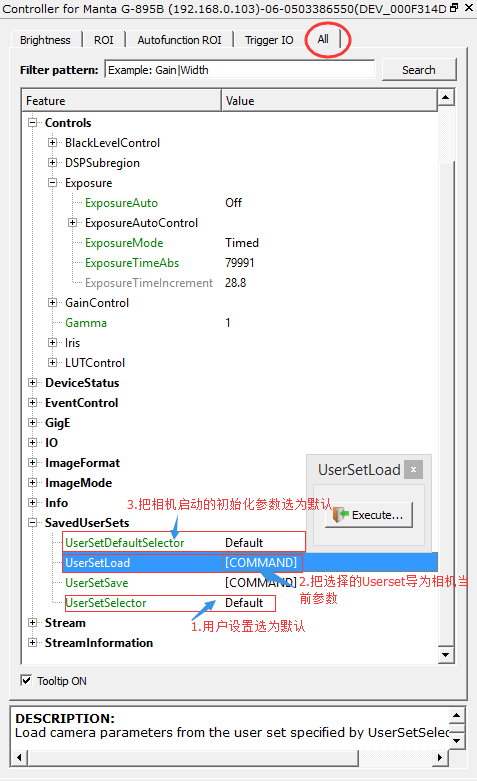 Controller for Manta G-895B (192.168.0.103)-06-0503386550(DEV_000F314D
Brightness ROI Autofunction ROI Trigger IO All
Filter pattern: Example: Gain|Width Search
Feature Value
Controls
BlackLevelControl
DSPSubregion
Exposure
ExposureAuto Off
ExposureAutoControl
ExposureMode Timed
ExposureTimeAbs 79991
ExposureTimeIncrement 28.8
GainControl
Gamma 1
Iris
LUTControl
DeviceStatus
EventControl
GigE
IO
ImageFormat
ImageMode
Info
UserSetLoad
Execute...
3.把相机启动的初始化参数选为默认
SavedUserSets
UserSetDefaultSelector Default
UserSetLoad [COMMAND]
UserSetSave [COMMAND]
2.把选择的Userset导为相机当
前参数
UserSetSelector Default
1.用户设置选为默认
Stream
StreamInformation
Tooltip ON
DESCRIPTION:
Load camera parameters from the user set specified by UserSetSelec